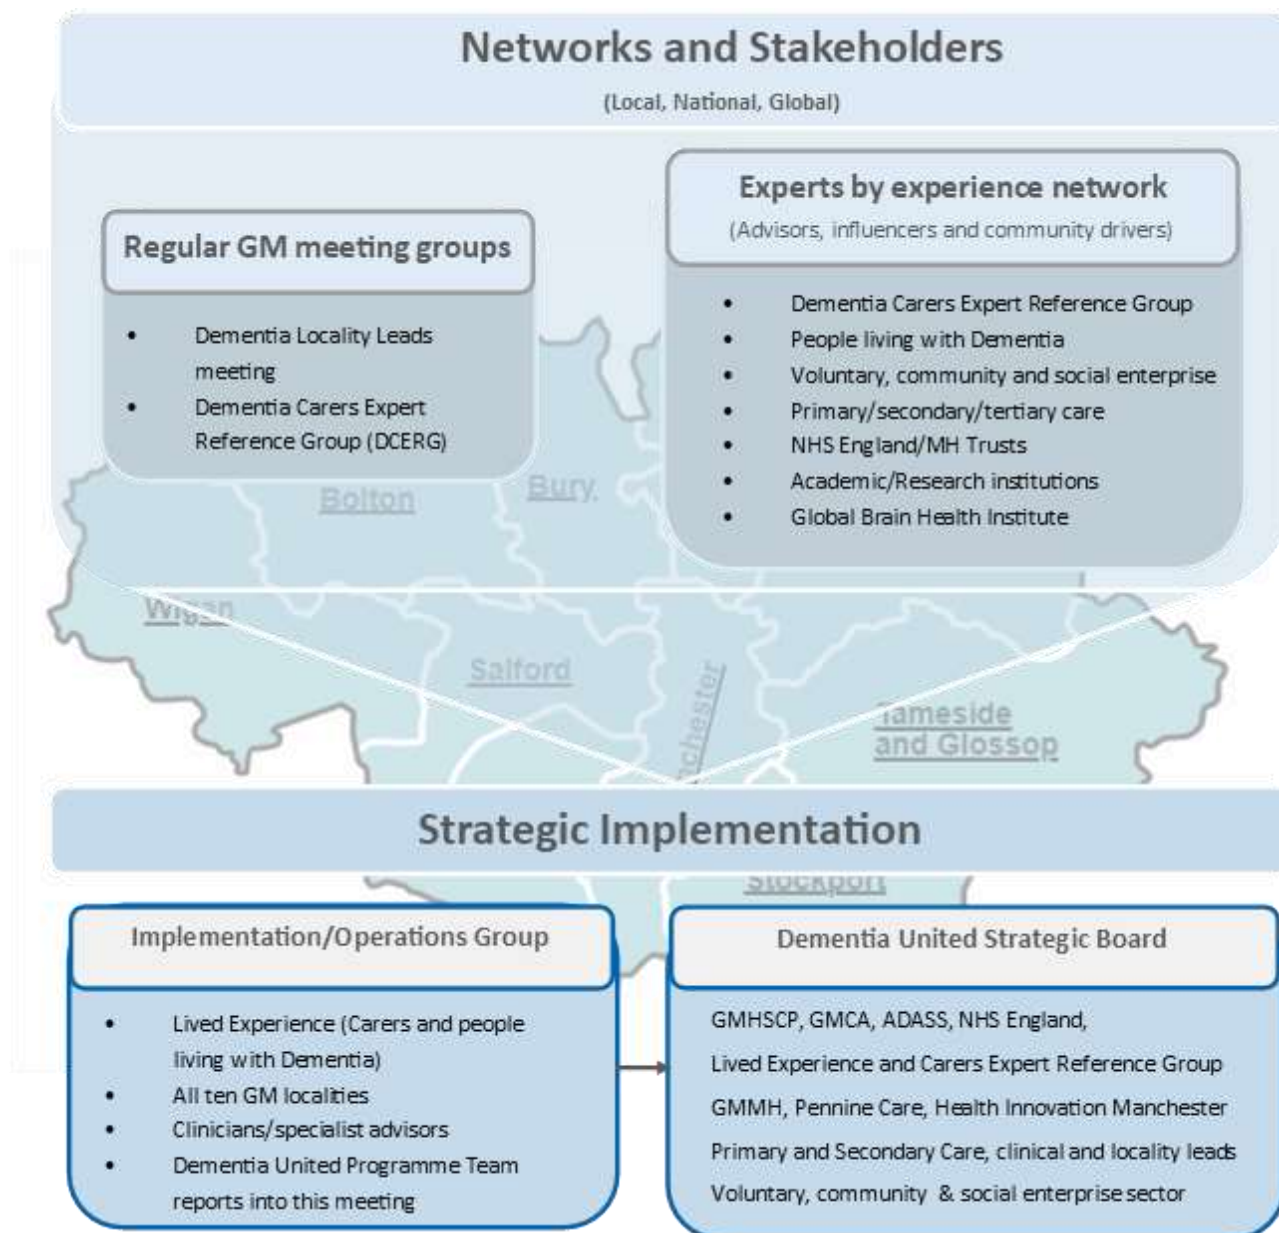 Networks and Stakeholders
(Local, National, Global)
Regular GM meeting groups
• Dementia Locality Leads
meeting
• Dementia Carers Expert
Reference Group (DCERG)
Experts by experience network
(Advisors, influencers and community drivers)
• Dementia Carers Expert Reference Group
• People living with Dementia
• Voluntary, community and social enterprise
• Primary/secondary/tertiary care
• NHS England/MH Trusts
• Academic/Research institutions
• Global Brain Health Institute
Bolton
Bury
Wigan
Salford
nchester
Tameside
and Glossop
Strategic Implementation
Stockport
Implementation/Operations Group
• Lived Experience (Carers and people
living with Dementia)
• All ten GM localities
• Clinicians/specialist advisors
• Dementia United Programme Team
reports into this meeting
Dementia United Strategic Board
GMHSCP, GMCA, ADASS, NHS England,
Lived Experience and Carers Expert Reference Group
GMMH, Pennine Care, Health Innovation Manchester
Primary and Secondary Care, clinical and locality leads
Voluntary, community & social enterprise sector